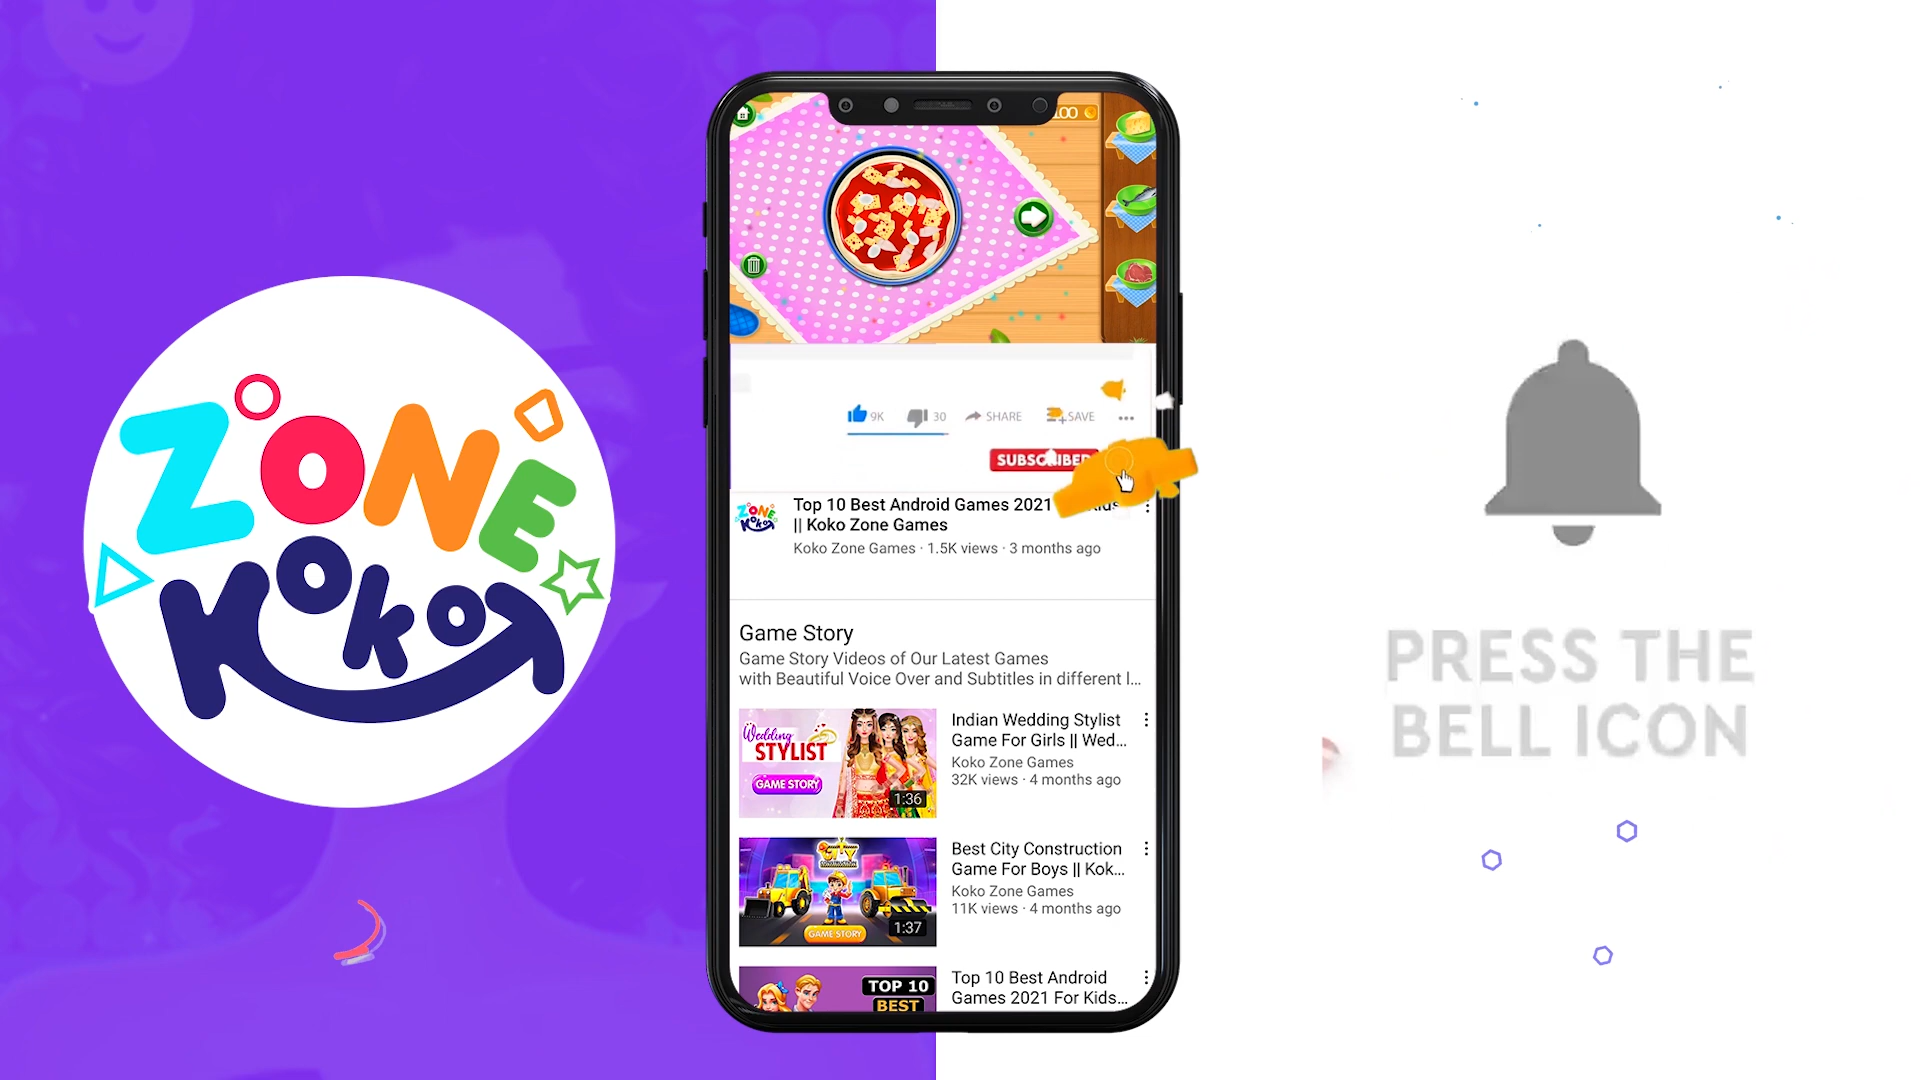 ZONE
Koko
100
9K
30
SHARE
SAVE
SUBSCRIBED
Top 10 Best Android Games 2021
|| Koko Zone Games
Koko Zone Games · 1.5K views · 3 months ago
Game Story
Game Story Videos of Our Latest Games
with Beautiful Voice Over and Subtitles in different l...
Wedding
STYLIST
GAME STORY
1:36
Indian Wedding Stylist
Game For Girls || Wed...
Koko Zone Games
32K views · 4 months ago
CITY
GAME STORY
1:37
Best City Construction
Game For Boys || Kok...
Koko Zone Games
11K views · 4 months ago
TOP 10
BEST
Top 10 Best Android
Games 2021 For Kids...
PRESS THE
BELL ICON